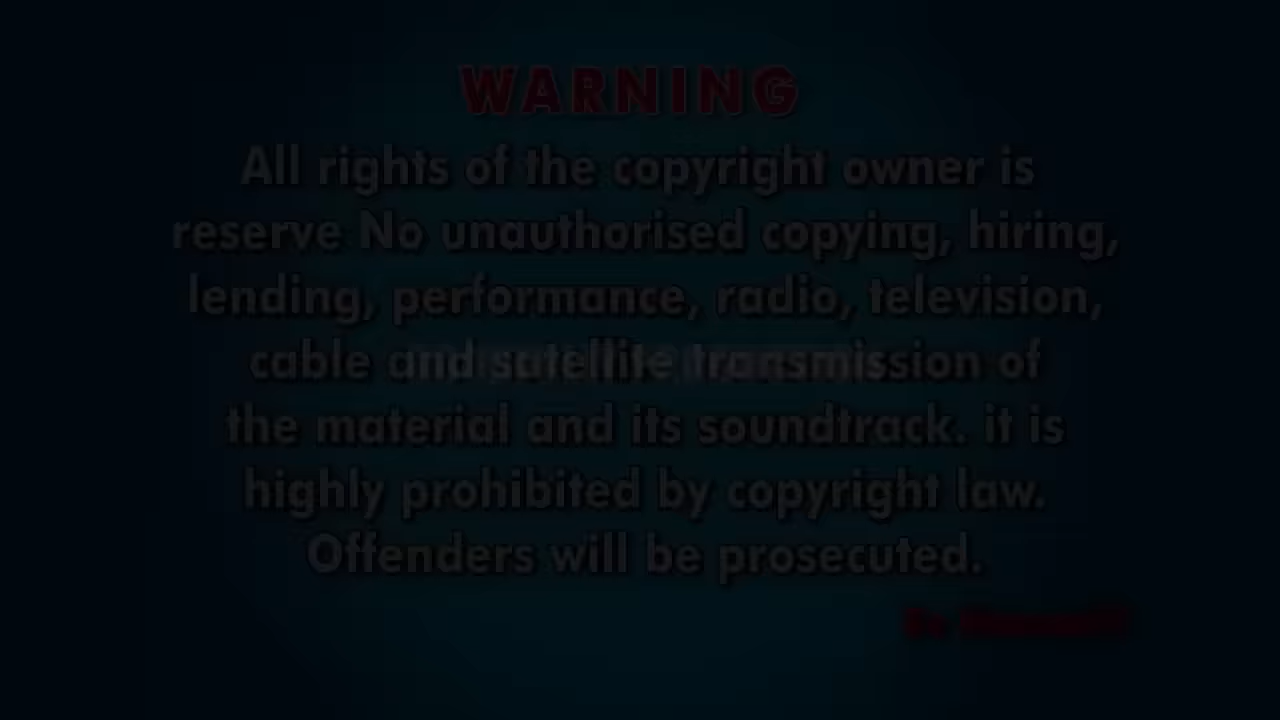 WARNING
All rights of the copyright owner is
reserve No unauthorised copying, hiring,
lending, performance, radio, television,
cable and satellite transmission of
the material and its soundtrack. it is
highly prohibited by copyright law.
Offenders will be prosecuted.